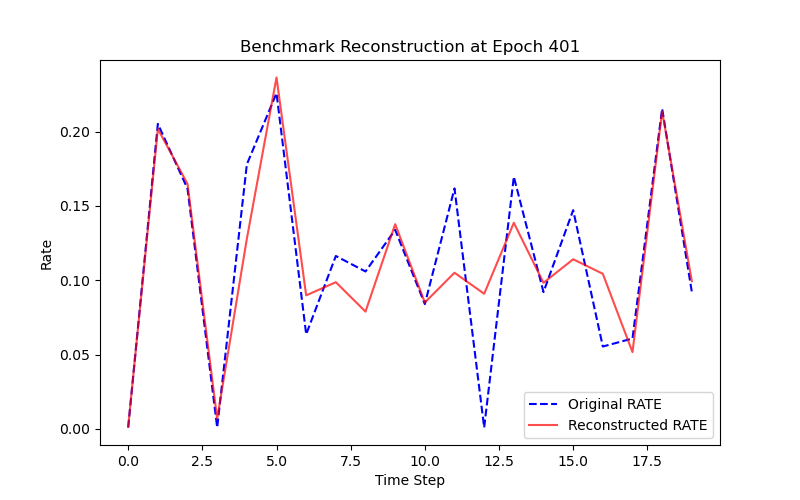 Benchmark Reconstruction at Epoch 401
Rate
0.20
0.15
0.10
0.05
0.00
0.0 2.5 5.0 7.5 10.0 12.5 15.0 17.5
Time Step
Original RATE
Reconstructed RATE